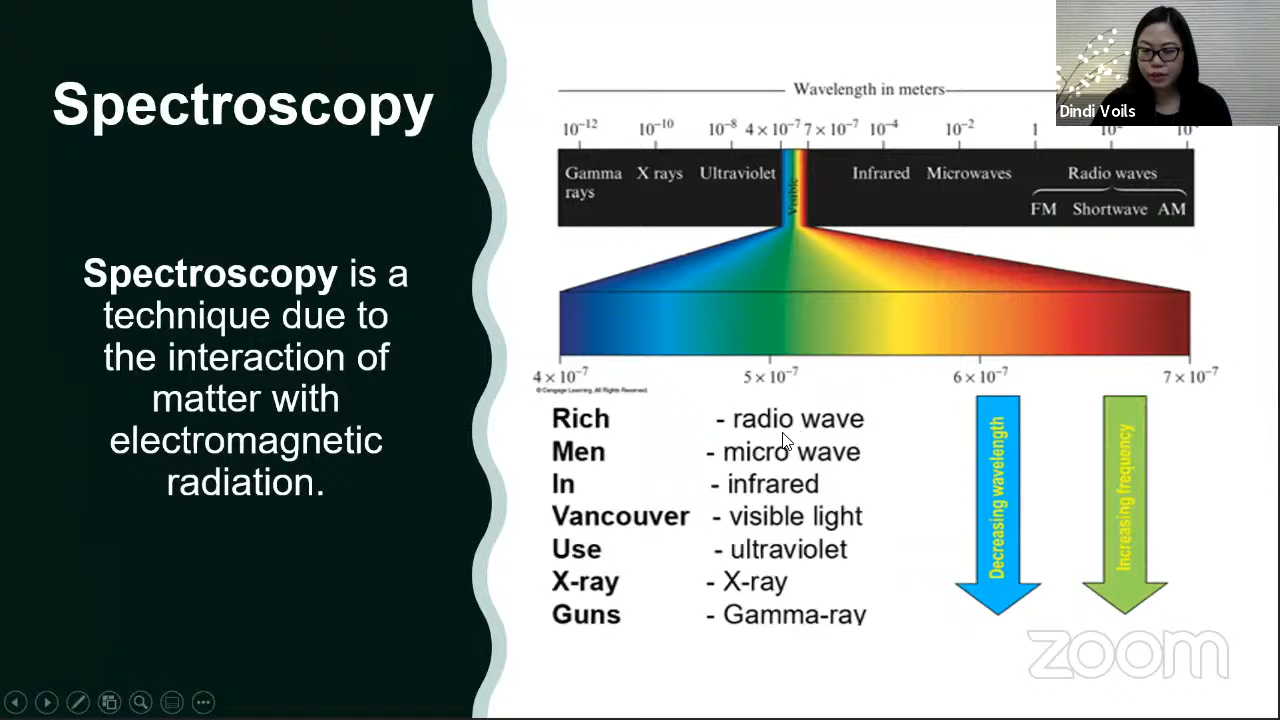 Spectroscopy
Spectroscopy is a
technique due to
the interaction of
matter with
electromagnetic
radiation.
Dindi Voils
Wavelength in meters
10⁻¹² 10⁻¹⁰ 10⁻⁸ 4 × 10⁻⁷ 7 × 10⁻⁷ 10⁻⁴ 10⁻² 1
Gamma rays X rays Ultraviolet Visible Infrared Microwaves Radio waves
FM Shortwave AM
4 × 10⁻⁷ 5 × 10⁻⁷ 6 × 10⁻⁷ 7 × 10⁻⁷
© Cengage Learning. All Rights Reserved.
Rich - radio wave
Men - micro wave
In - infrared
Vancouver - visible light
Use - ultraviolet
X-ray - X-ray
Guns - Gamma-ray
Decreasing wavelength
Increasing frequency
zoom